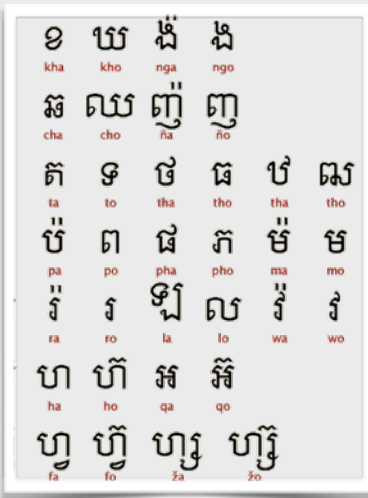 ខ ឃ ង៉ ង
kha kho nga ngo
ឆ ឈ ញ៉ ញ
cha cho ña ño
ត ទ ថ ធ ឋ ឍ
ta to tha tho tha tho
ប៉ ព ផ ភ ម៉ ម
pa po pha pho ma mo
រ៉ រ ឡ ល វ៉ វ
ra ro la lo wa wo
ហ ហ៊ អ អ៊
ha ho qa qo
ហ្វ ហ្វ៊ ហ្ស ហ្ស៊
fa fo ža žo